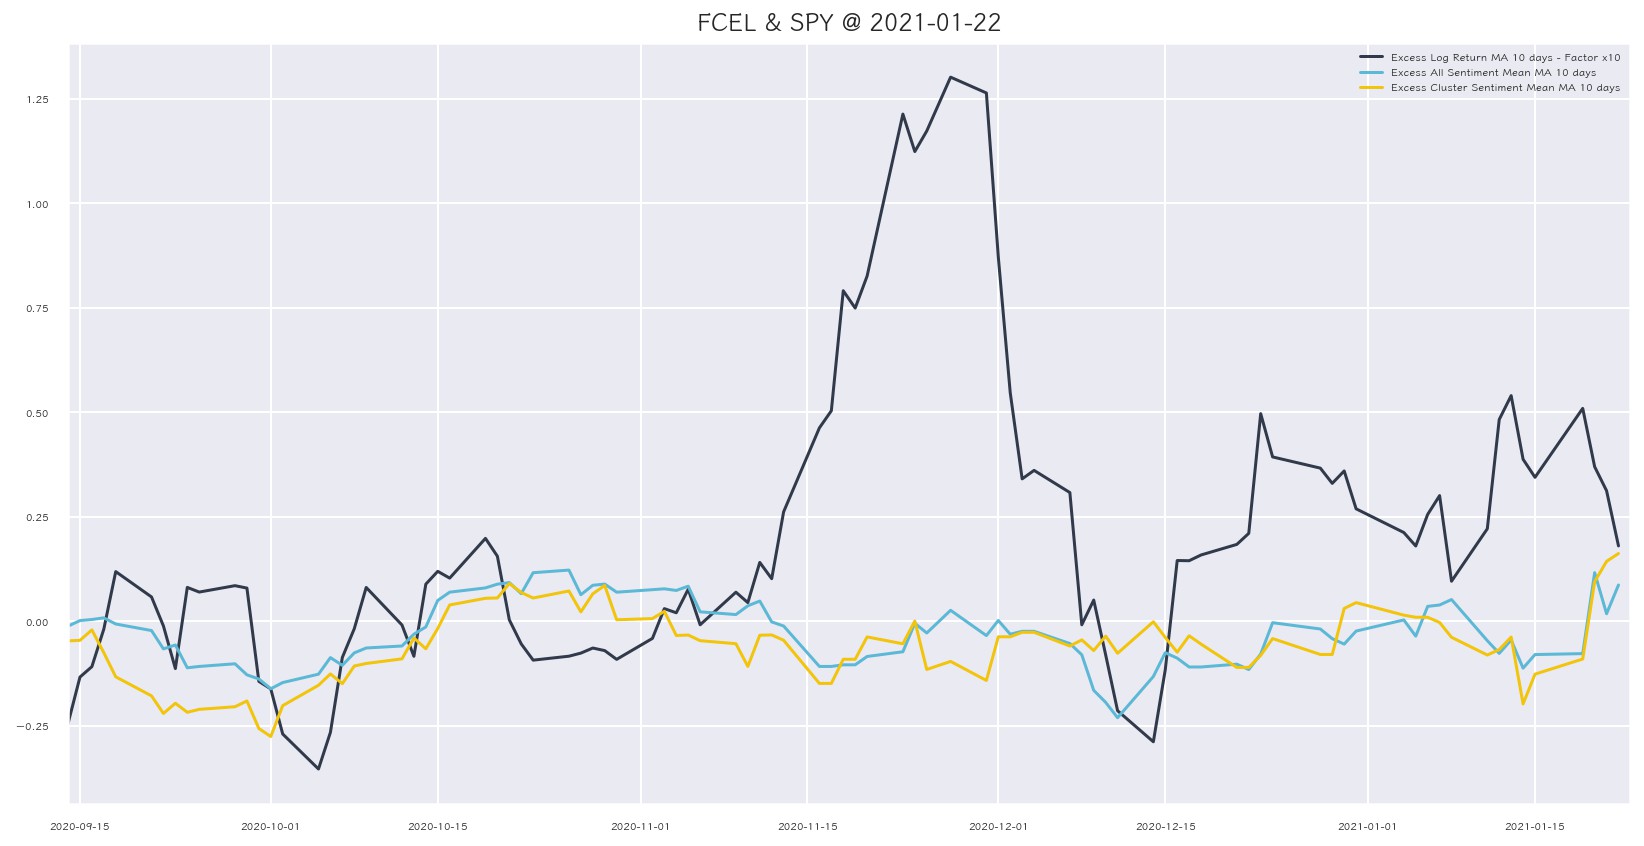 FCEL & SPY @ 2021-01-22
Excess Log Return MA 10 days - Factor x10
Excess All Sentiment Mean MA 10 days
Excess Cluster Sentiment Mean MA 10 days
1.25
1.00
0.75
0.50
0.25
0.00
−0.25
2020-09-15 2020-10-01 2020-10-15 2020-11-01 2020-11-15 2020-12-01 2020-12-15 2021-01-01 2021-01-15